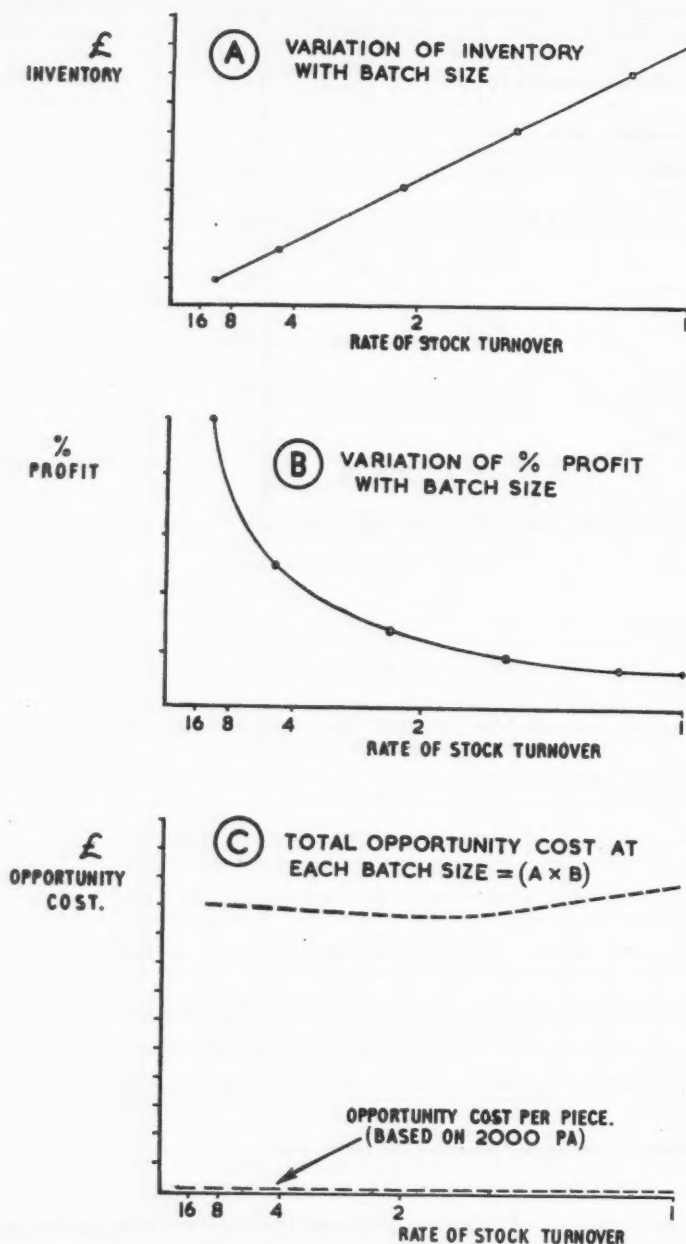 £
INVENTORY
A
VARIATION OF INVENTORY
WITH BATCH SIZE
16 8 4 2 1
RATE OF STOCK TURNOVER
%
PROFIT
B
VARIATION OF % PROFIT
WITH BATCH SIZE
16 8 4 2 1
RATE OF STOCK TURNOVER
£
OPPORTUNITY
COST.
C
TOTAL OPPORTUNITY COST AT
EACH BATCH SIZE = (A × B)
OPPORTUNITY COST PER PIECE.
(BASED ON 2000 PA)
16 8 4 2 1
RATE OF STOCK TURNOVER